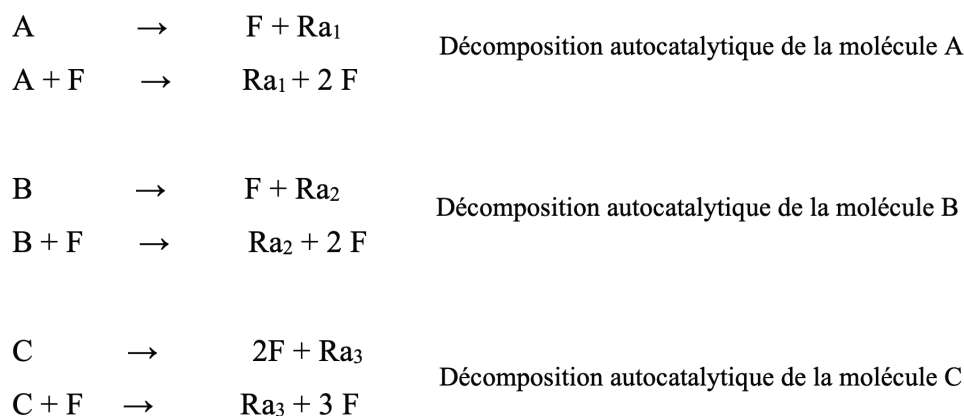 A → F + Ra₁
Décomposition autocatalytique de la molécule A
A + F → Ra₁ + 2 F
B → F + Ra₂
Décomposition autocatalytique de la molécule B
B + F → Ra₂ + 2 F
C → 2F + Ra₃
Décomposition autocatalytique de la molécule C
C + F → Ra₃ + 3 F